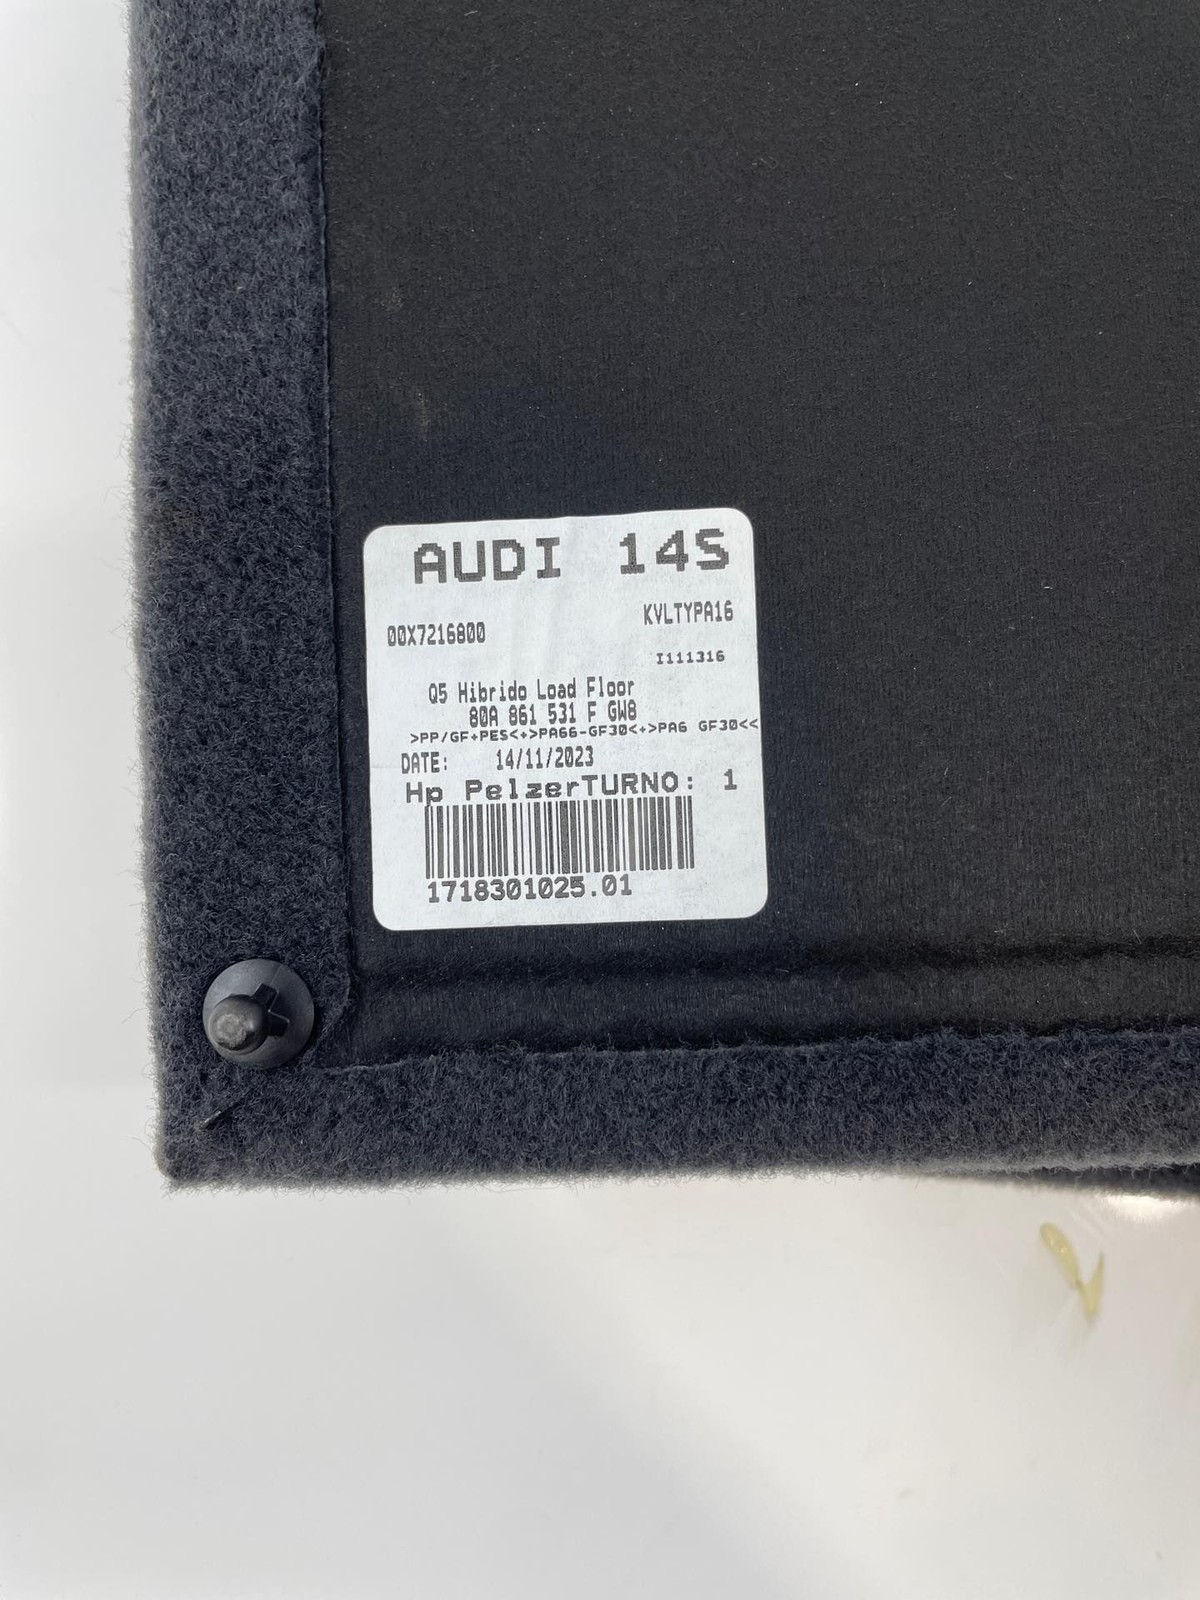 AUDI 14S
KVLTYPA16
00X7216800
I111316
Q5 Hibrido Load Floor
80A 861 531 F GW8
>PP/GF+PES<+>PA66-GF30<+>PA6 GF30<<
DATE: 14/11/2023
Hp PelzerTURNO: 1
1718301025.01